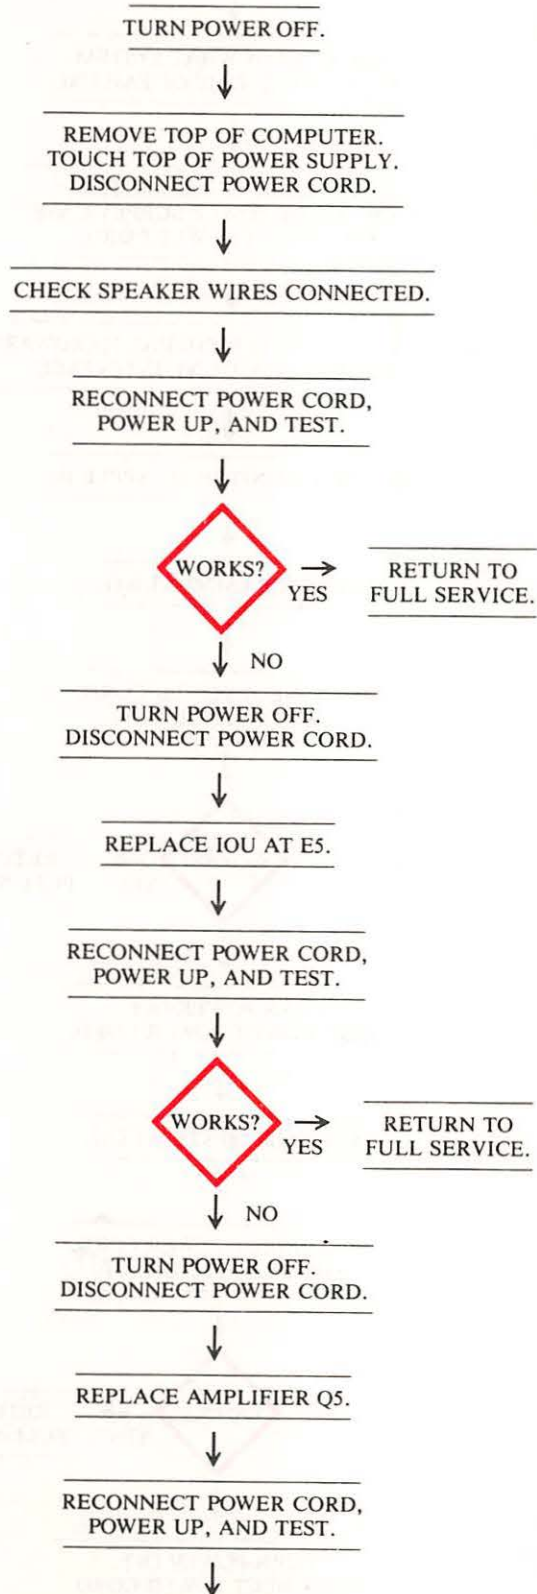 TURN POWER OFF.
REMOVE TOP OF COMPUTER.
TOUCH TOP OF POWER SUPPLY.
DISCONNECT POWER CORD.
CHECK SPEAKER WIRES CONNECTED.
RECONNECT POWER CORD,
POWER UP, AND TEST.
WORKS?
YES
RETURN TO
FULL SERVICE.
NO
TURN POWER OFF.
DISCONNECT POWER CORD.
REPLACE IOU AT E5.
RECONNECT POWER CORD,
POWER UP, AND TEST.
WORKS?
YES
RETURN TO
FULL SERVICE.
NO
TURN POWER OFF.
DISCONNECT POWER CORD.
REPLACE AMPLIFIER Q5.
RECONNECT POWER CORD,
POWER UP, AND TEST.